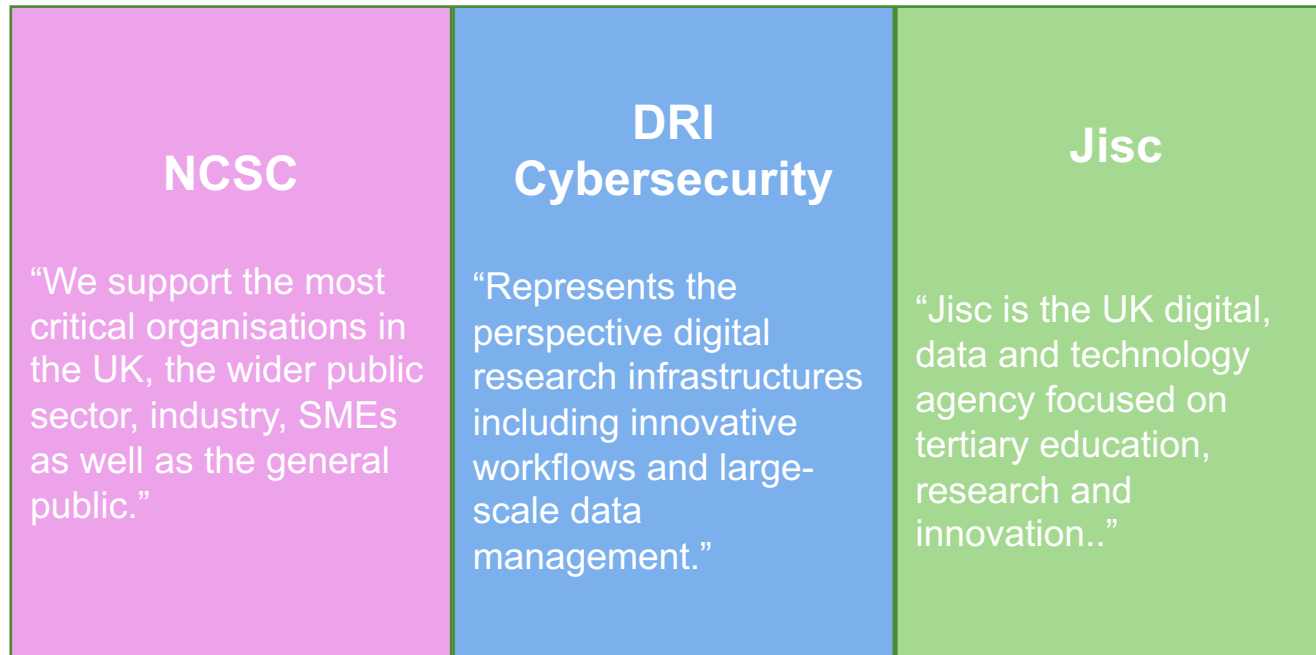 NCSC
“We support the most
critical organisations in
the UK, the wider public
sector, industry, SMEs
as well as the general
public.”
DRI
Cybersecurity
“Represents the
perspective digital
research infrastructures
including innovative
workflows and large-
scale data
management.”
Jisc
“Jisc is the UK digital,
data and technology
agency focused on
tertiary education,
research and
innovation..”